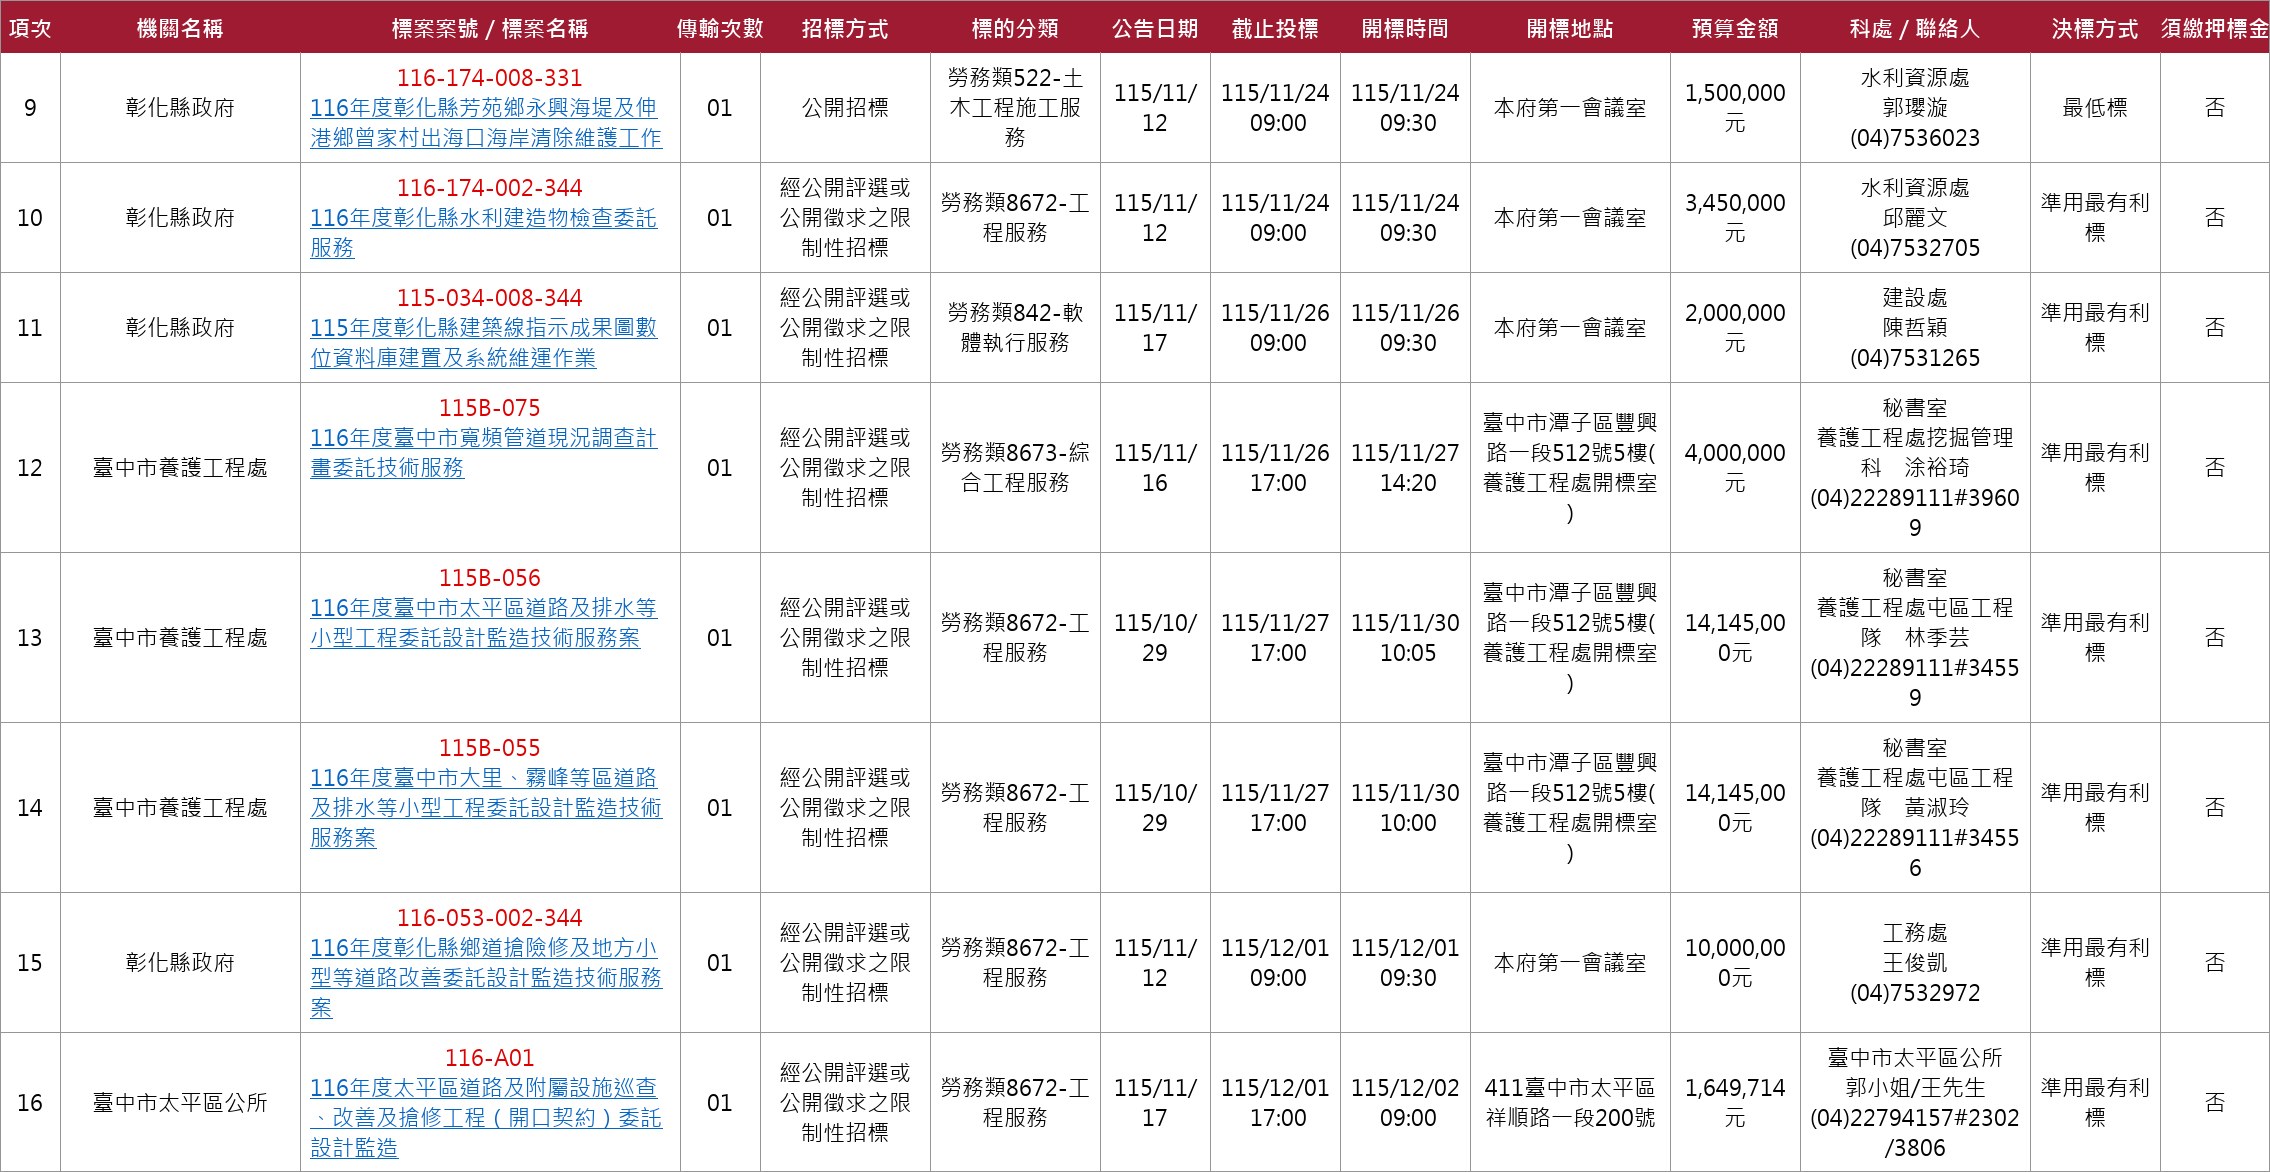 項次 機關名稱 標案案號 / 標案名稱 傳輸次數 招標方式 標的分類 公告日期 截止投標 開標時間 開標地點 預算金額 科處 / 聯絡人 決標方式 須繳押標金
9
彰化縣政府
116-174-008-331
116年度彰化縣芳苑鄉永興海堤及伸
港鄉曾家村出海口海岸清除維護工作
01
公開招標
勞務類522-土
木工程施工服
務
115/11/
12
115/11/24
09:00
115/11/24
09:30
本府第一會議室
1,500,000
元
水利資源處
郭瓔漩
(04)7536023
最低標
否
10
彰化縣政府
116-174-002-344
116年度彰化縣水利建造物檢查委託
服務
01
經公開評選或
公開徵求之限
制性招標
勞務類8672-工
程服務
115/11/
12
115/11/24
09:00
115/11/24
09:30
本府第一會議室
3,450,000
元
水利資源處
邱麗文
(04)7532705
準用最有利
標
否
11
彰化縣政府
115-034-008-344
115年度彰化縣建築線指示成果圖數
位資料庫建置及系統維運作業
01
經公開評選或
公開徵求之限
制性招標
勞務類842-軟
體執行服務
115/11/
17
115/11/26
09:00
115/11/26
09:30
本府第一會議室
2,000,000
元
建設處
陳哲穎
(04)7531265
準用最有利
標
否
12
臺中市養護工程處
115B-075
116年度臺中市寬頻管道現況調查計
畫委託技術服務
01
經公開評選或
公開徵求之限
制性招標
勞務類8673-綜
合工程服務
115/11/
16
115/11/26
17:00
115/11/27
14:20
臺中市潭子區豐興
路一段512號5樓(
養護工程處開標室
)
4,000,000
元
秘書室
養護工程處挖掘管理
科　涂裕琦
(04)22289111#3960
9
準用最有利
標
否
13
臺中市養護工程處
115B-056
116年度臺中市太平區道路及排水等
小型工程委託設計監造技術服務案
01
經公開評選或
公開徵求之限
制性招標
勞務類8672-工
程服務
115/10/
29
115/11/27
17:00
115/11/30
10:05
臺中市潭子區豐興
路一段512號5樓(
養護工程處開標室
)
14,145,00
0元
秘書室
養護工程處屯區工程
隊　林季芸
(04)22289111#3455
9
準用最有利
標
否
14
臺中市養護工程處
115B-055
116年度臺中市大里、霧峰等區道路
及排水等小型工程委託設計監造技術
服務案
01
經公開評選或
公開徵求之限
制性招標
勞務類8672-工
程服務
115/10/
29
115/11/27
17:00
115/11/30
10:00
臺中市潭子區豐興
路一段512號5樓(
養護工程處開標室
)
14,145,00
0元
秘書室
養護工程處屯區工程
隊　黃淑玲
(04)22289111#3455
6
準用最有利
標
否
15
彰化縣政府
116-053-002-344
116年度彰化縣鄉道搶險修及地方小
型等道路改善委託設計監造技術服務
案
01
經公開評選或
公開徵求之限
制性招標
勞務類8672-工
程服務
115/11/
12
115/12/01
09:00
115/12/01
09:30
本府第一會議室
10,000,00
0元
工務處
王俊凱
(04)7532972
準用最有利
標
否
16
臺中市太平區公所
116-A01
116年度太平區道路及附屬設施巡查
、改善及搶修工程（開口契約）委託
設計監造
01
經公開評選或
公開徵求之限
制性招標
勞務類8672-工
程服務
115/11/
17
115/12/01
17:00
115/12/02
09:00
411臺中市太平區
祥順路一段200號
1,649,714
元
臺中市太平區公所
郭小姐/王先生
(04)22794157#2302
/3806
準用最有利
標
否